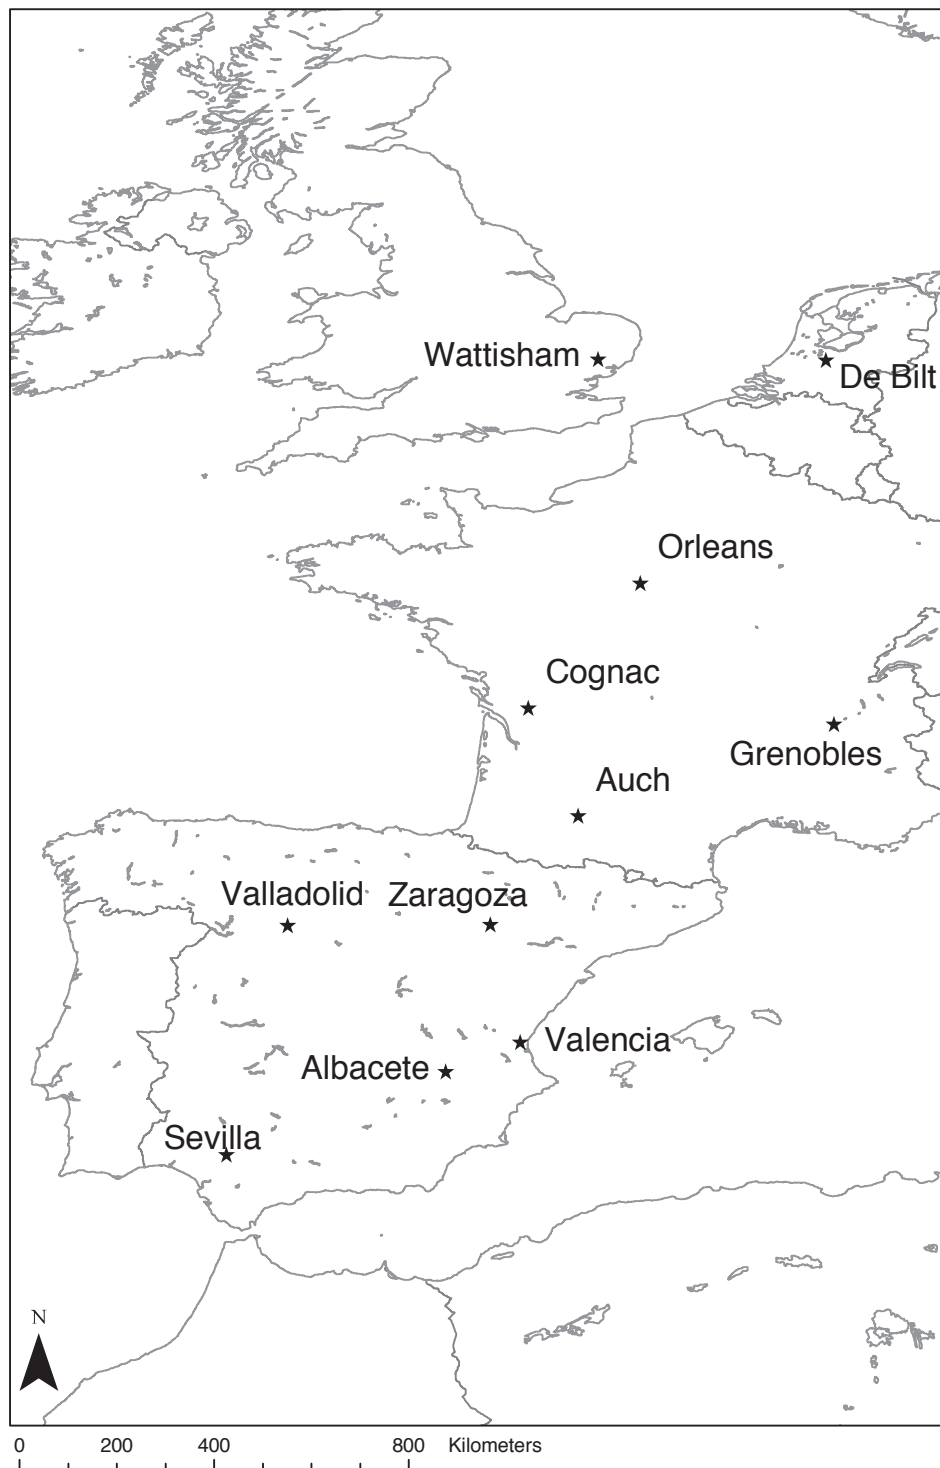 Wattisham
De Bilt
Orleans
Cognac
Grenobles
Auch
Valladolid
Zaragoza
Valencia
Albacete
Sevilla
N
0 200 400 800 Kilometers